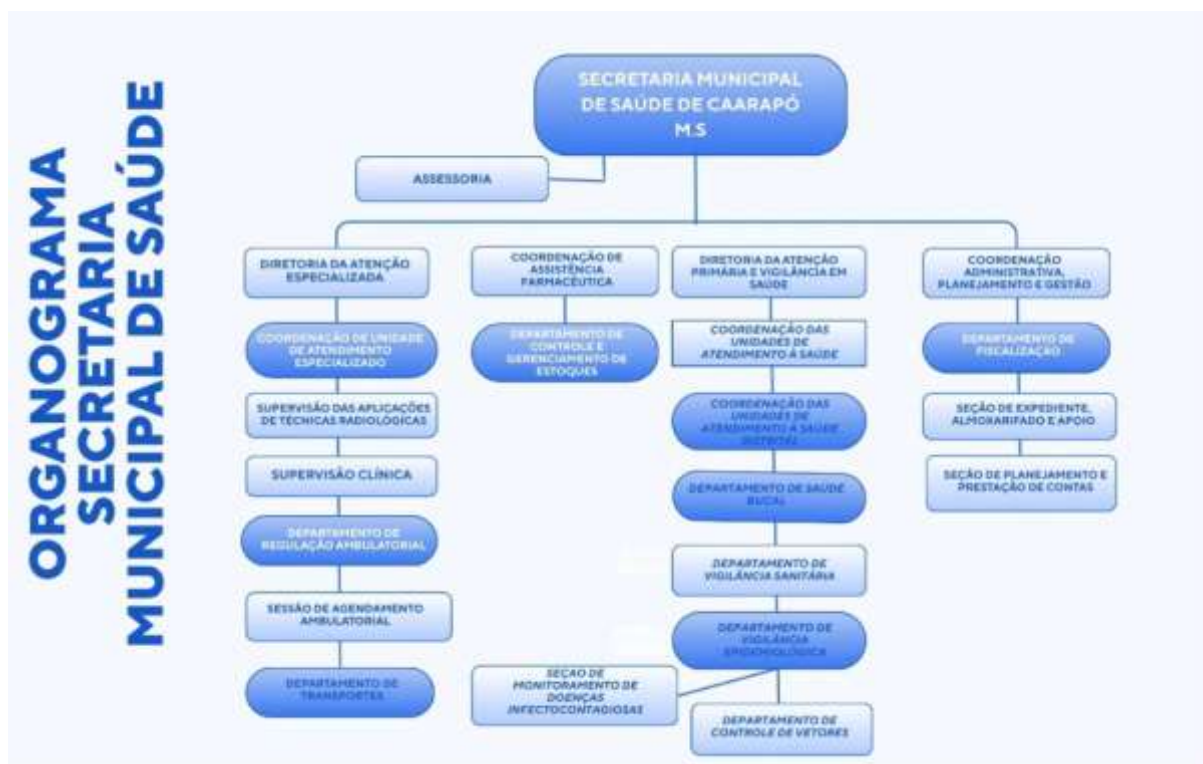 ORGANOGRAMA
SECRETARIA
MUNICIPAL DE SAÚDE
SECRETARIA MUNICIPAL
DE SAÚDE DE CAARAPÓ
M.S
ASSESSORIA
DIRETORIA DA ATENÇÃO
ESPECIALIZADA
COORDENAÇÃO DE UNIDADE
DE ATENDIMENTO
ESPECIALIZADO
SUPERVISÃO DAS APLICAÇÕES
DE TÉCNICAS RADIOLÓGICAS
SUPERVISÃO CLÍNICA
DEPARTAMENTO DE
REGULAÇÃO AMBULATORIAL
SESSÃO DE AGENDAMENTO
AMBULATORIAL
DEPARTAMENTO DE
TRANSPORTES
COORDENAÇÃO DE
ASSISTÊNCIA
FARMACÊUTICA
DEPARTAMENTO DE
CONTROLE E
GERENCIAMENTO DE
ESTOQUES
DIRETORIA DA ATENÇÃO
PRIMÁRIA E VIGILÂNCIA EM
SAÚDE
COORDENAÇÃO DAS
UNIDADES DE
ATENDIMENTO À SAÚDE
COORDENAÇÃO DAS
UNIDADES DE
ATENDIMENTO À SAÚDE
DEPARTAMENTO DE SAÚDE
BUCAL
DEPARTAMENTO DE
VIGILÂNCIA SANITÁRIA
DEPARTAMENTO DE
VIGILÂNCIA
EPIDEMIOLÓGICA
SEÇÃO DE
MONITORAMENTO DE
DOENÇAS
INFECTOCONTAGIOSAS
DEPARTAMENTO DE
CONTROLE DE VETORES
COORDENAÇÃO
ADMINISTRATIVA,
PLANEJAMENTO E GESTÃO
DEPARTAMENTO DE
FISCALIZAÇÃO
SEÇÃO DE EXPEDIENTE,
ALMOXARIFADO E APOIO
SEÇÃO DE PLANEJAMENTO E
PRESTAÇÃO DE CONTAS